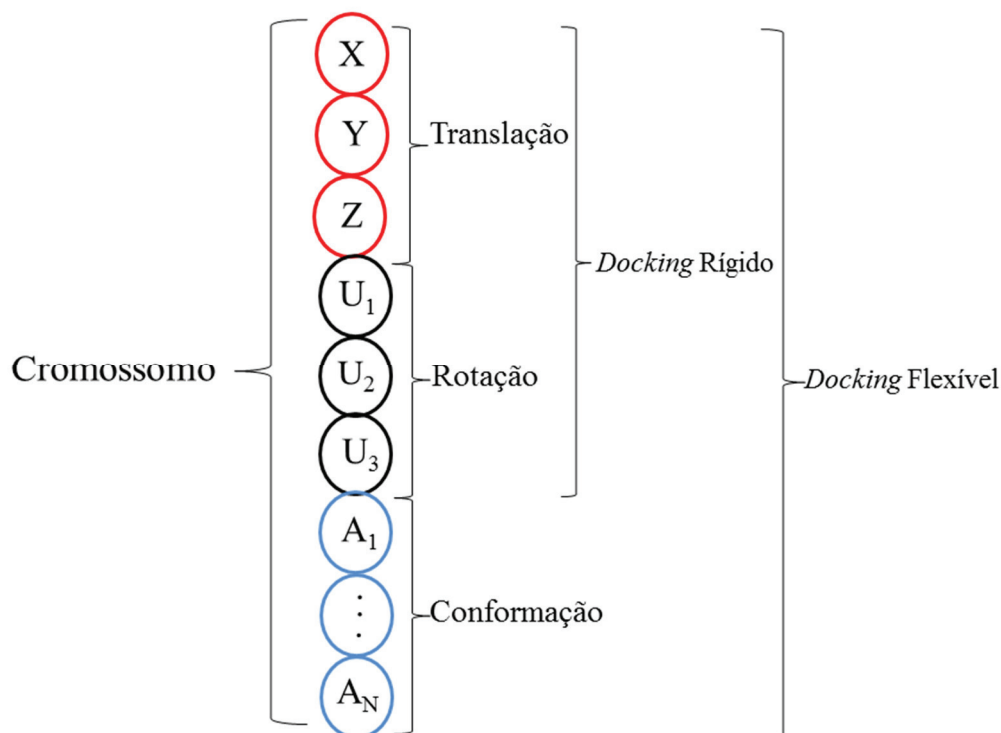 X
Y
Translação
Z
Docking Rígido
U1
Cromossomo
U2
Rotação
Docking Flexível
U3
A1
⋮
Conformação
AN